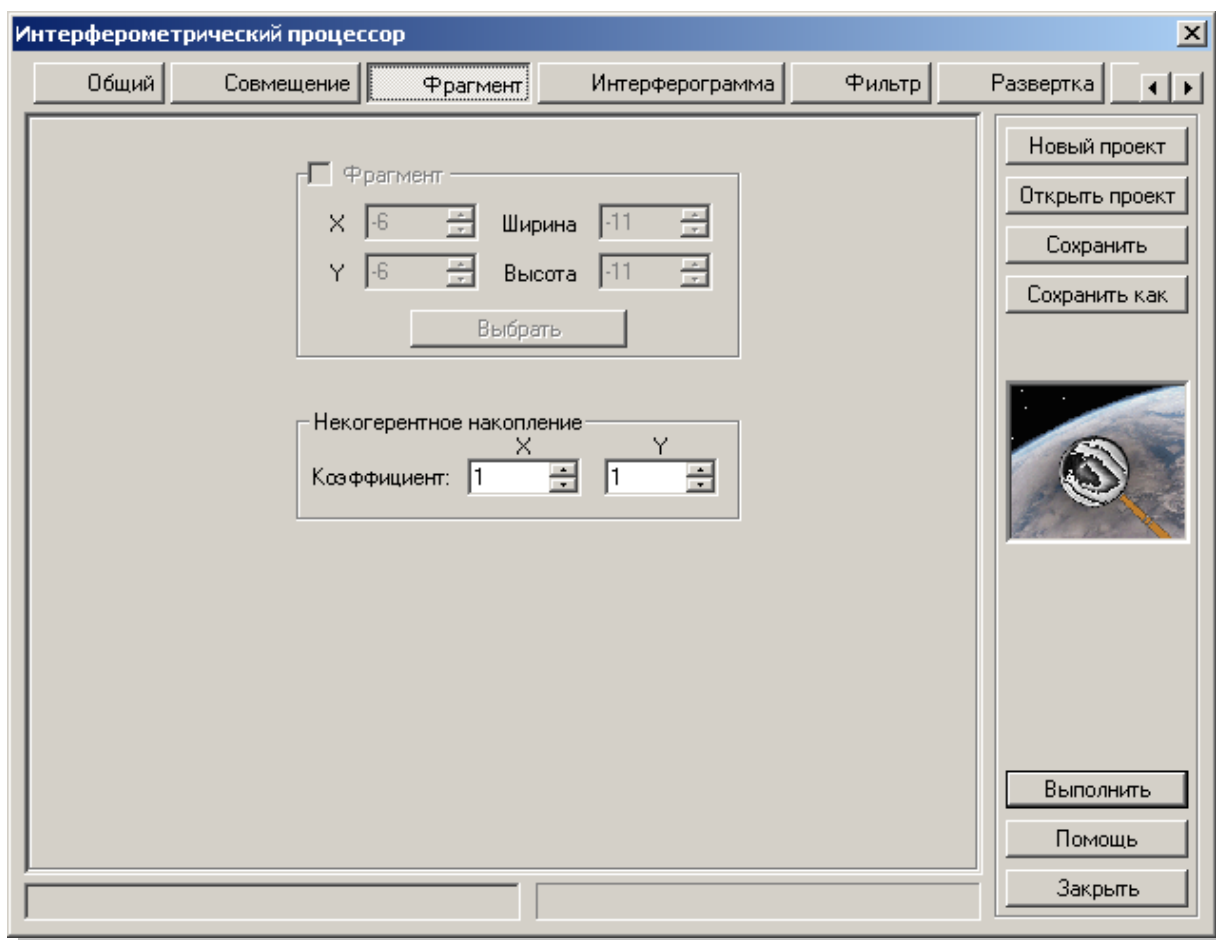 Интерферометрический процессор
Общий Совмещение Фрагмент Интерферограмма Фильтр Развертка
Фрагмент
X -6 Ширина -11
Y -6 Высота -11
Выбрать
Некогерентное накопление
X Y
Коэффициент: 1 1
Новый проект
Открыть проект
Сохранить
Сохранить как
Выполнить
Помощь
Закрыть